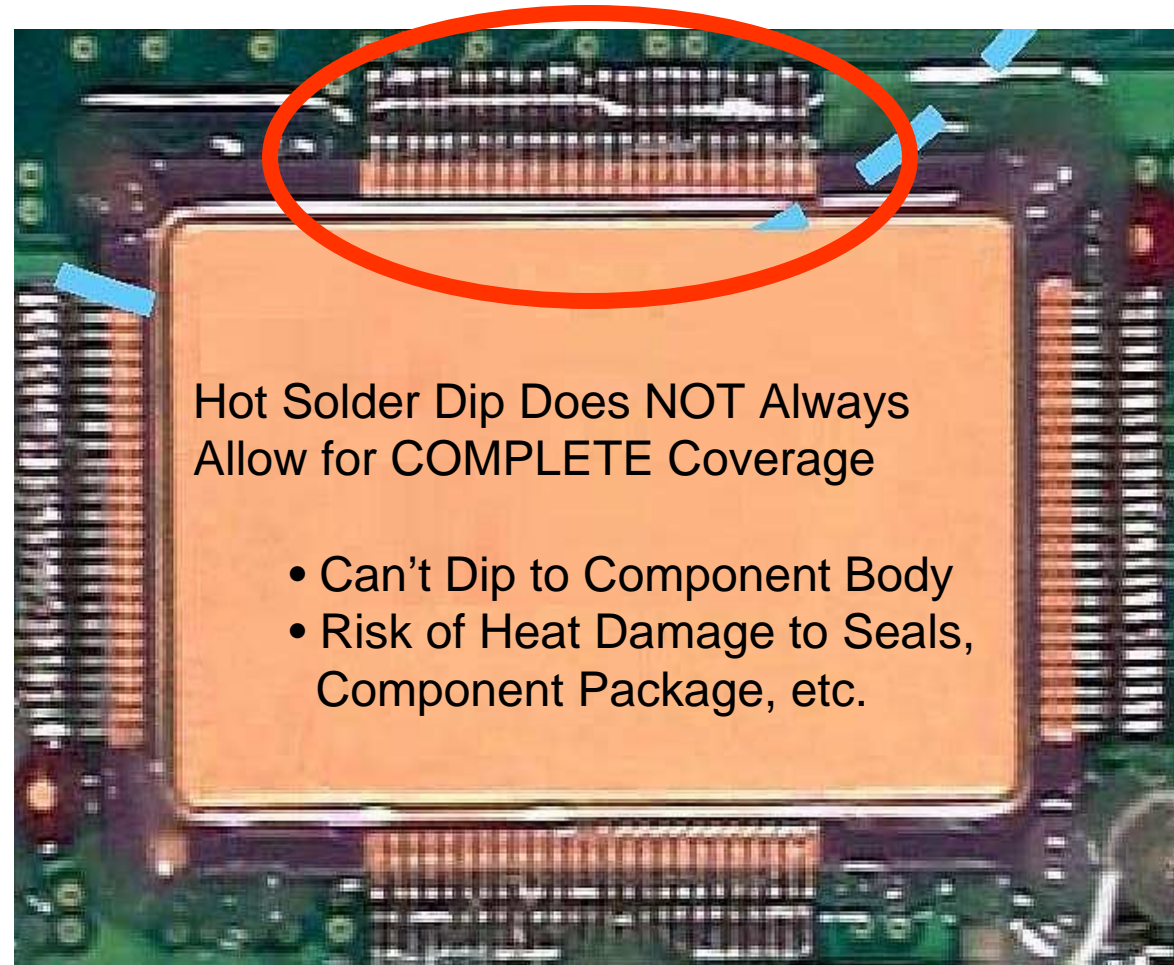 Hot Solder Dip Does NOT Always
Allow for COMPLETE Coverage
• Can’t Dip to Component Body
• Risk of Heat Damage to Seals,
Component Package, etc.